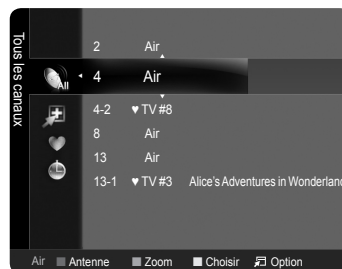 Tous les canaux
2 Air
All 4 Air
4-2 ♥ TV #8
8 Air
13 Air
13-1 ♥ TV #3 Alice's Adventures in Wonderland
Air Antenne Zoom Choisir Option